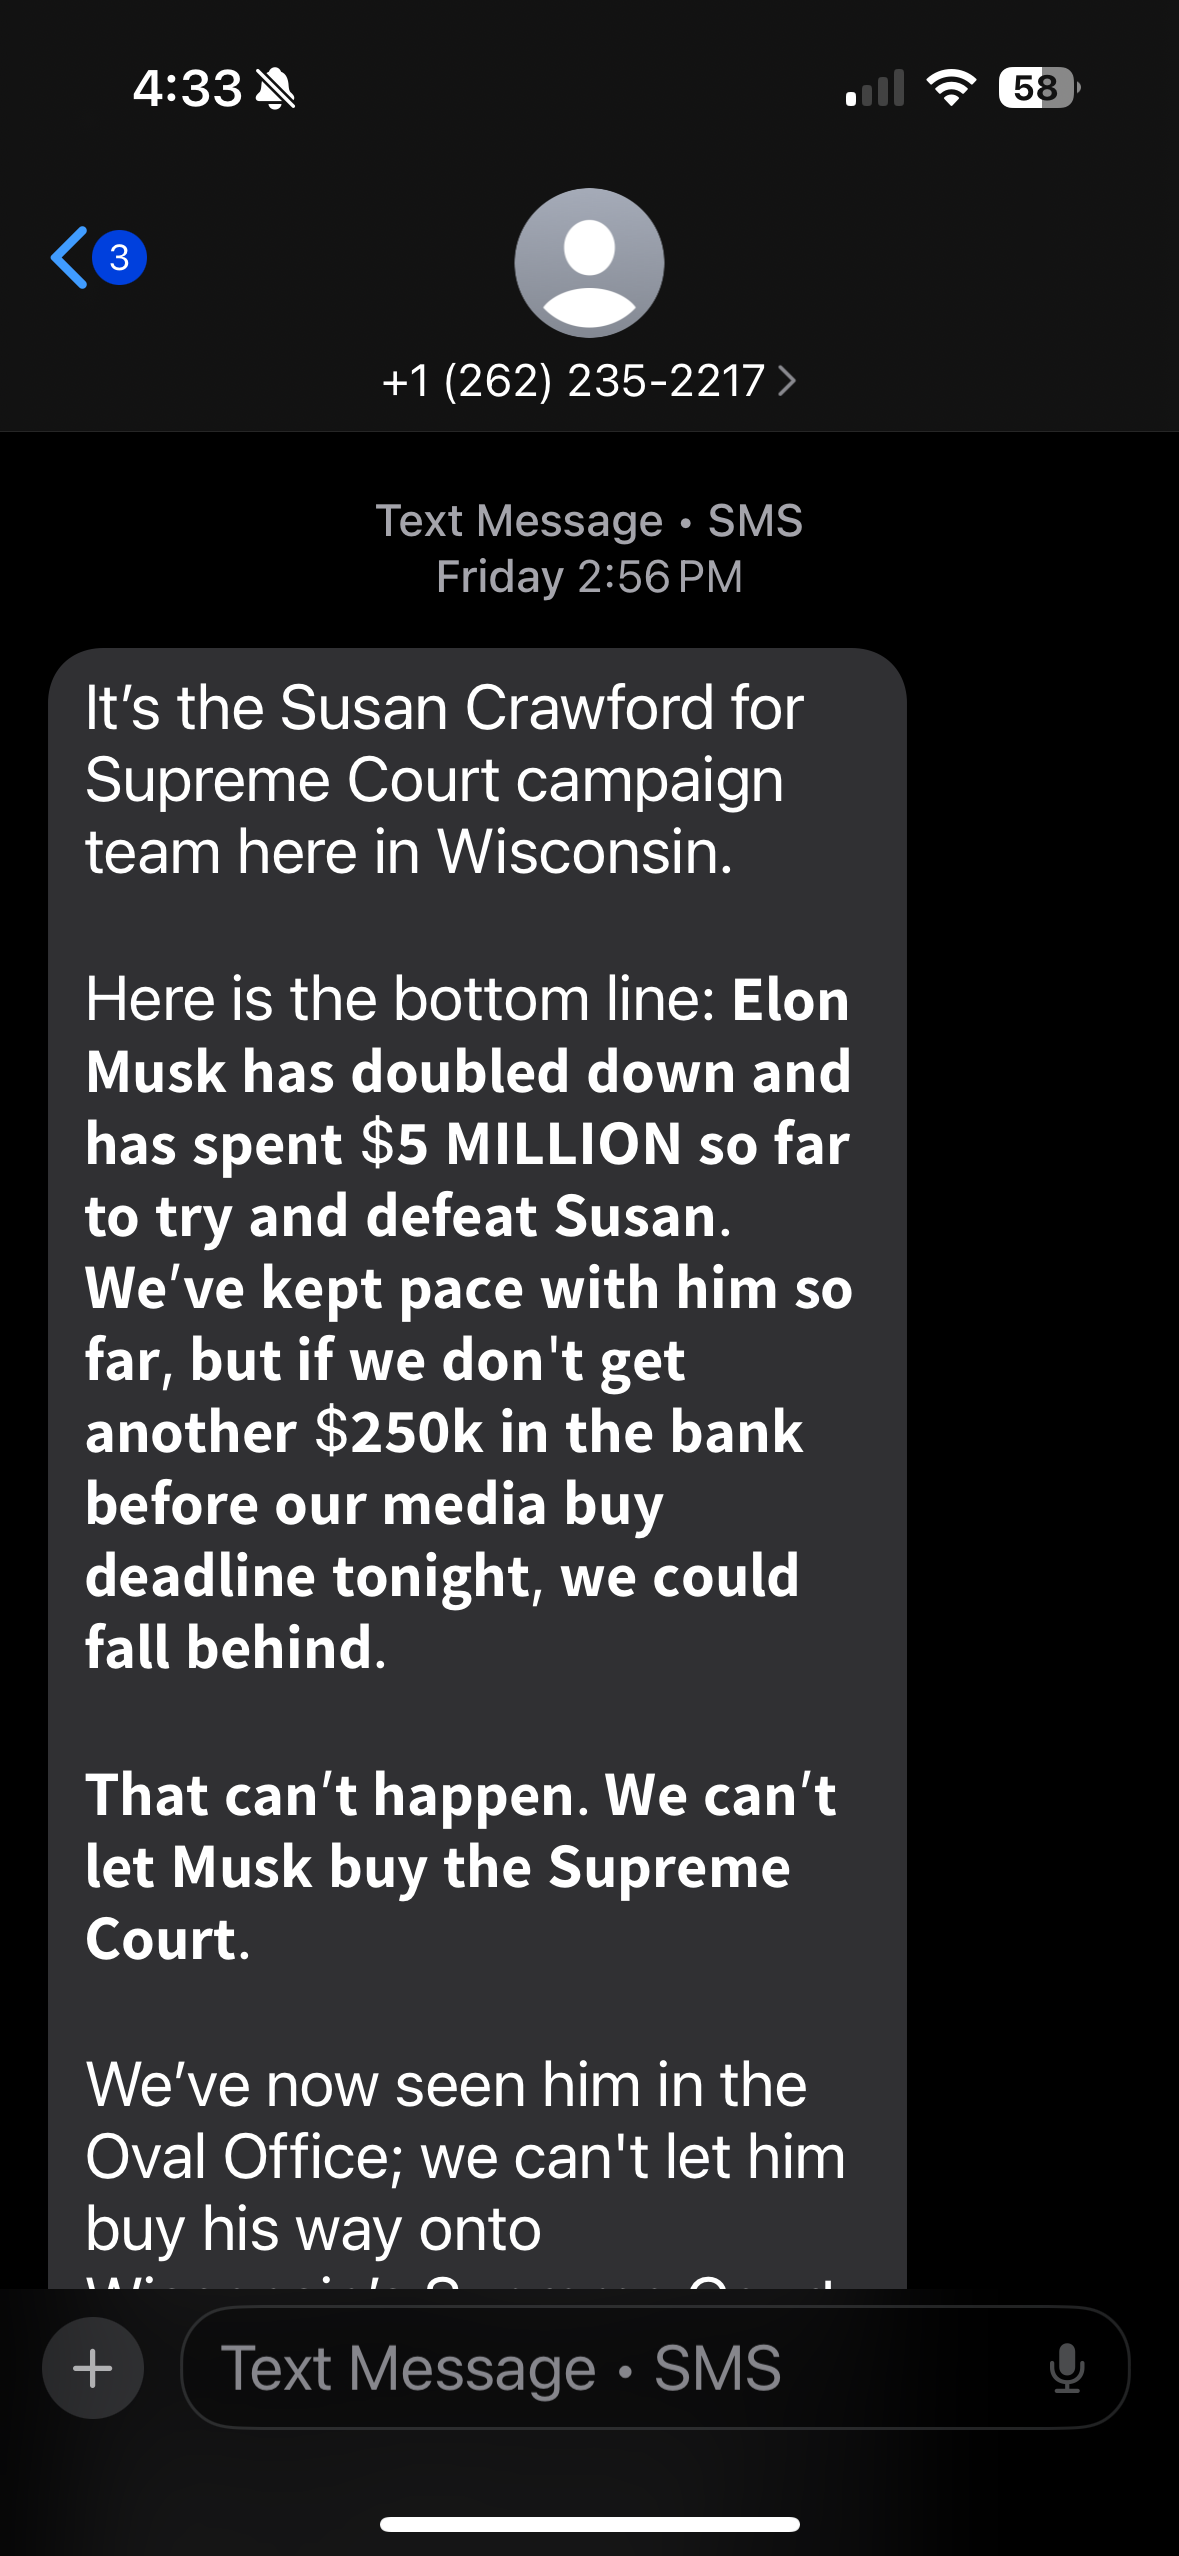 4:33
58
3
+1 (262) 235-2217
Text Message • SMS
Friday 2:56 PM
It’s the Susan Crawford for
Supreme Court campaign
team here in Wisconsin.
Here is the bottom line: Elon
Musk has doubled down and
has spent $5 MILLION so far
to try and defeat Susan.
We’ve kept pace with him so
far, but if we don't get
another $250k in the bank
before our media buy
deadline tonight, we could
fall behind.
That can’t happen. We can’t
let Musk buy the Supreme
Court.
We’ve now seen him in the
Oval Office; we can't let him
buy his way onto
Text Message • SMS